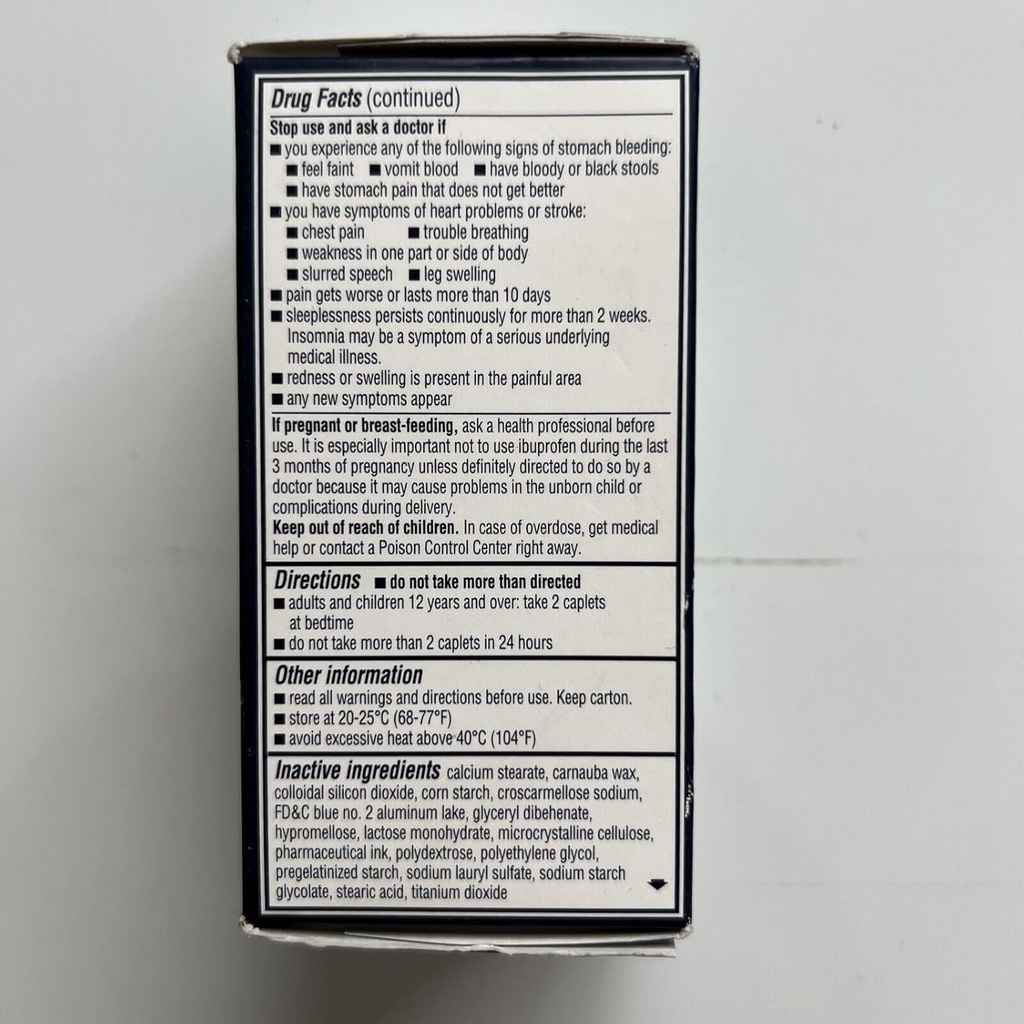 Drug Facts (continued)
Stop use and ask a doctor if
■ you experience any of the following signs of stomach bleeding:
■ feel faint ■ vomit blood ■ have bloody or black stools
■ have stomach pain that does not get better
■ you have symptoms of heart problems or stroke:
■ chest pain ■ trouble breathing
■ weakness in one part or side of body
■ slurred speech ■ leg swelling
■ pain gets worse or lasts more than 10 days
■ sleeplessness persists continuously for more than 2 weeks.
Insomnia may be a symptom of a serious underlying
medical illness.
■ redness or swelling is present in the painful area
■ any new symptoms appear
If pregnant or breast-feeding, ask a health professional before
use. It is especially important not to use ibuprofen during the last
3 months of pregnancy unless definitely directed to do so by a
doctor because it may cause problems in the unborn child or
complications during delivery.
Keep out of reach of children. In case of overdose, get medical
help or contact a Poison Control Center right away.
Directions ■ do not take more than directed
■ adults and children 12 years and over: take 2 caplets
at bedtime
■ do not take more than 2 caplets in 24 hours
Other information
■ read all warnings and directions before use. Keep carton.
■ store at 20-25°C (68-77°F)
■ avoid excessive heat above 40°C (104°F)
Inactive ingredients calcium stearate, carnauba wax,
colloidal silicon dioxide, corn starch, croscarmellose sodium,
FD&C blue no. 2 aluminum lake, glyceryl dibehenate,
hypromellose, lactose monohydrate, microcrystalline cellulose,
pharmaceutical ink, polydextrose, polyethylene glycol,
pregelatinized starch, sodium lauryl sulfate, sodium starch
glycolate, stearic acid, titanium dioxide